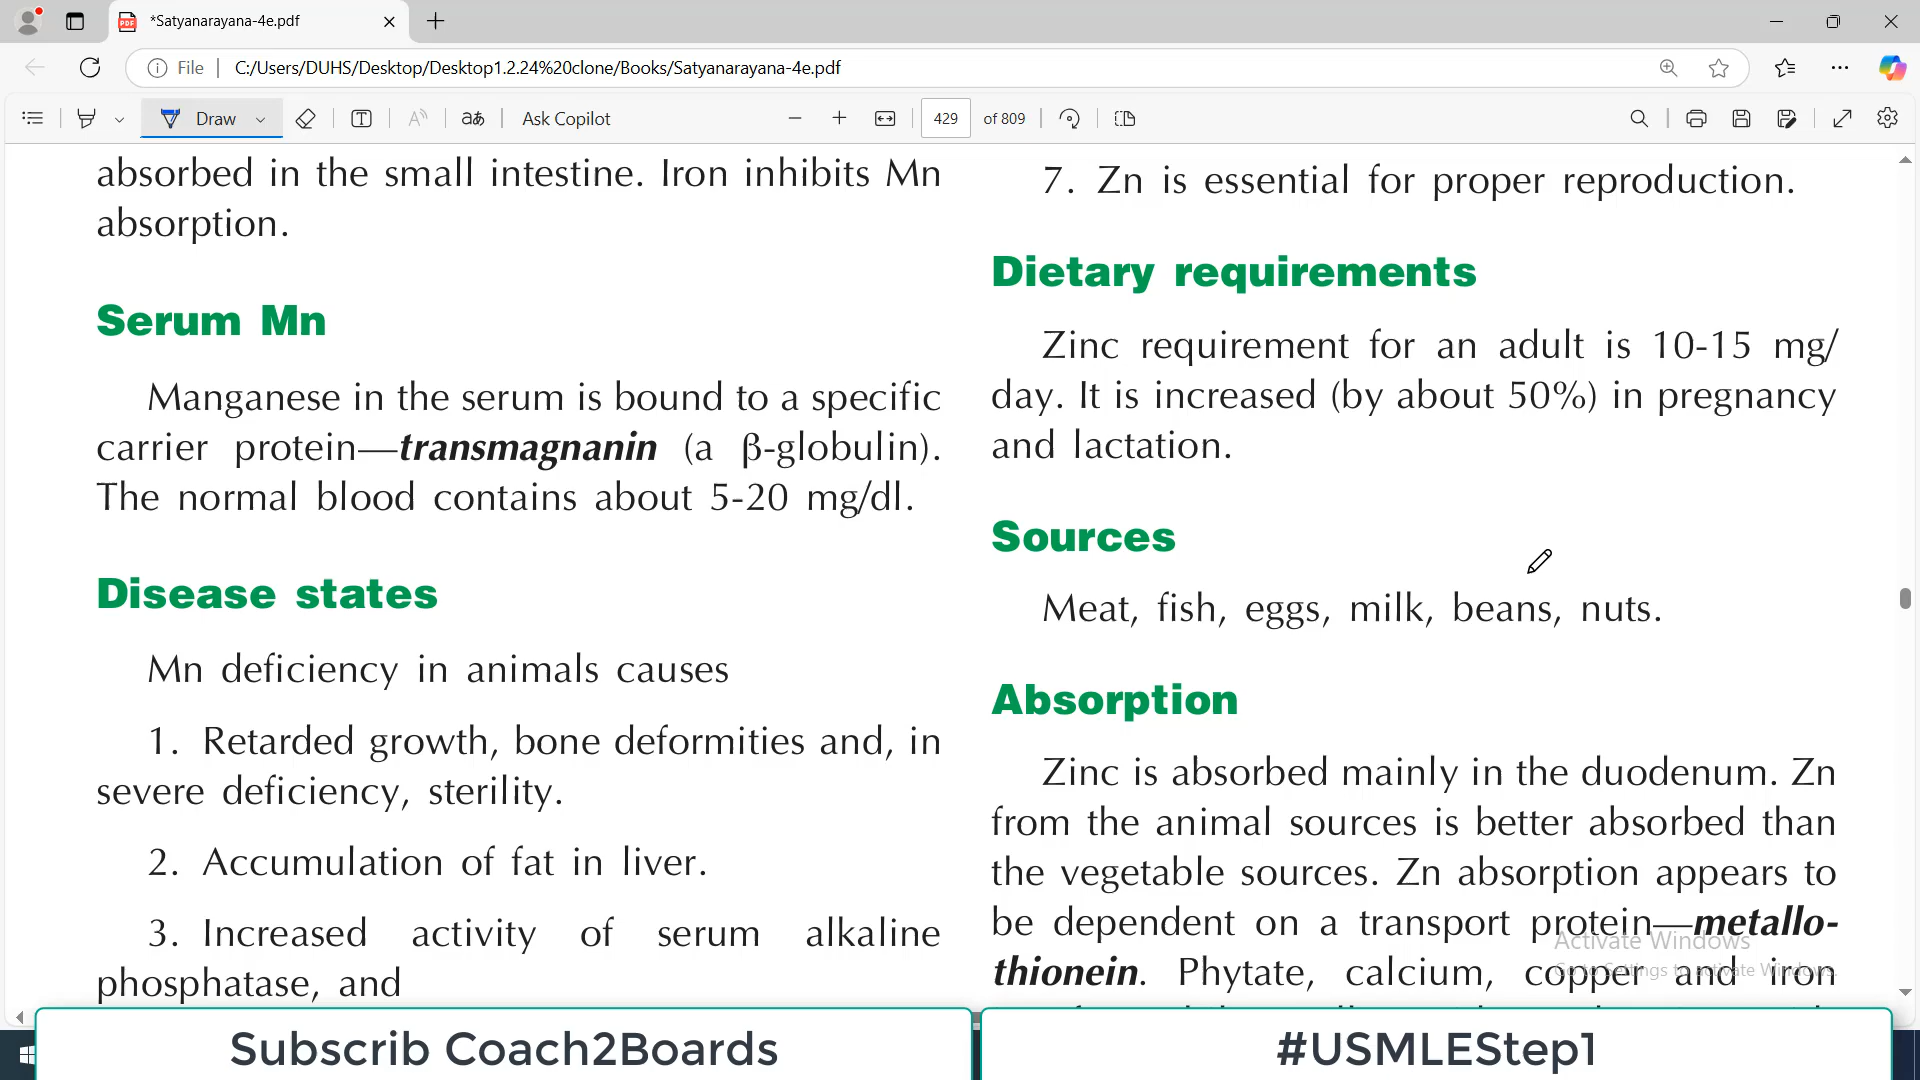 *Satyanarayana-4e.pdf
File
C:/Users/DUHS/Desktop/Desktop1.2.24%20clone/Books/Satyanarayana-4e.pdf
Draw
Ask Copilot
429 of 809
absorbed in the small intestine. Iron inhibits Mn
absorption.
Serum Mn
Manganese in the serum is bound to a specific
carrier protein—transmagnanin (a β-globulin).
The normal blood contains about 5-20 mg/dl.
Disease states
Mn deficiency in animals causes
1. Retarded growth, bone deformities and, in
severe deficiency, sterility.
2. Accumulation of fat in liver.
3. Increased activity of serum alkaline
phosphatase, and
7. Zn is essential for proper reproduction.
Dietary requirements
Zinc requirement for an adult is 10-15 mg/
day. It is increased (by about 50%) in pregnancy
and lactation.
Sources
Meat, fish, eggs, milk, beans, nuts.
Absorption
Zinc is absorbed mainly in the duodenum. Zn
from the animal sources is better absorbed than
the vegetable sources. Zn absorption appears to
be dependent on a transport protein—metallo-
thionein. Phytate, calcium, copper and iron
Activate Windows
Go to Settings to activate Windows.
Subscrib Coach2Boards
#USMLEStep1